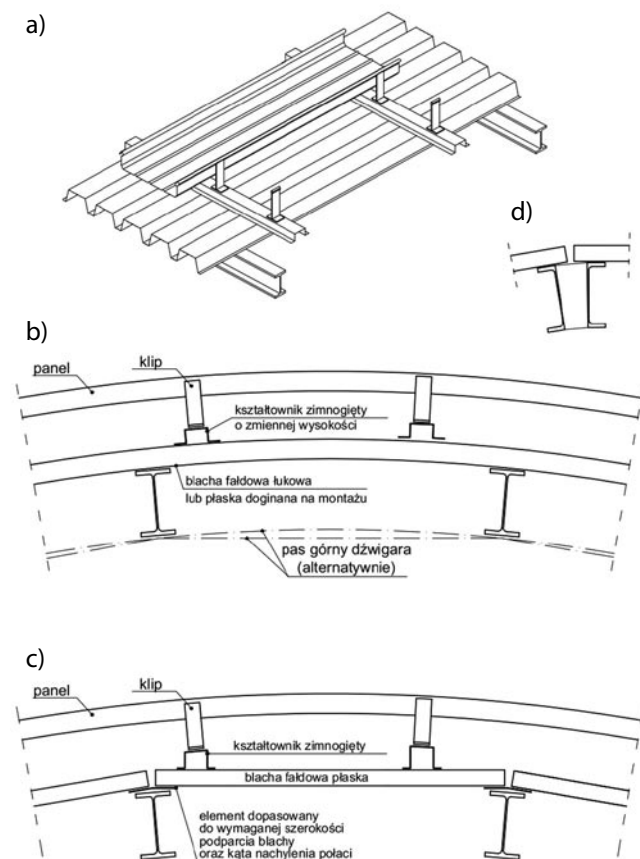 a)
d)
b)
panel
klip
kształtownik zimnogięty
o zmiennej wysokości
blacha fałdowa łukowa
lub płaska doginana na montażu
pas górny dźwigara
(alternatywnie)
c)
panel
klip
kształtownik zimnogięty
blacha fałdowa płaska
element dopasowany
do wymaganej szerokości
podparcia blachy
oraz kąta nachylenia połaci